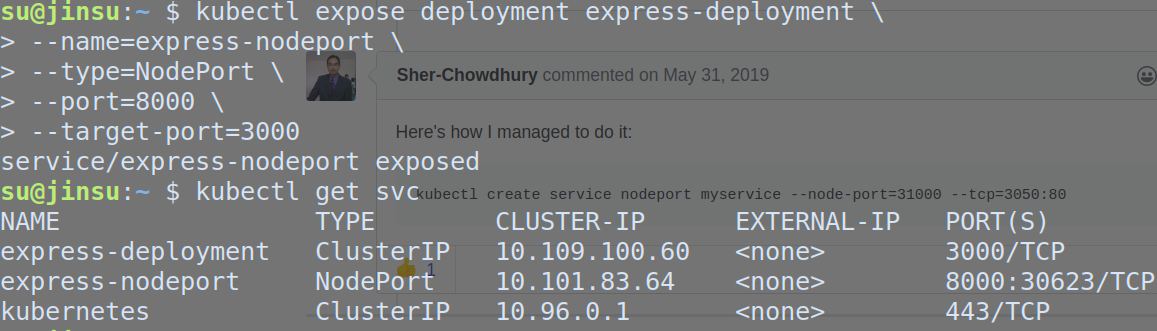 su@jinsu:~ $ kubectl expose deployment express-deployment \
> --name=express-nodeport \
> --type=NodePort \
> --port=8000 \
> --target-port=3000
service/express-nodeport exposed
su@jinsu:~ $ kubectl get svc
NAME TYPE CLUSTER-IP EXTERNAL-IP PORT(S)
express-deployment ClusterIP 10.109.100.60 <none> 3000/TCP
express-nodeport NodePort 10.101.83.64 <none> 8000:30623/TCP
kubernetes ClusterIP 10.96.0.1 <none> 443/TCP
Sher-Chowdhury commented on May 31, 2019
Here's how I managed to do it:
kubectl create service nodeport myservice --node-port=31000 --tcp=3050:80
1